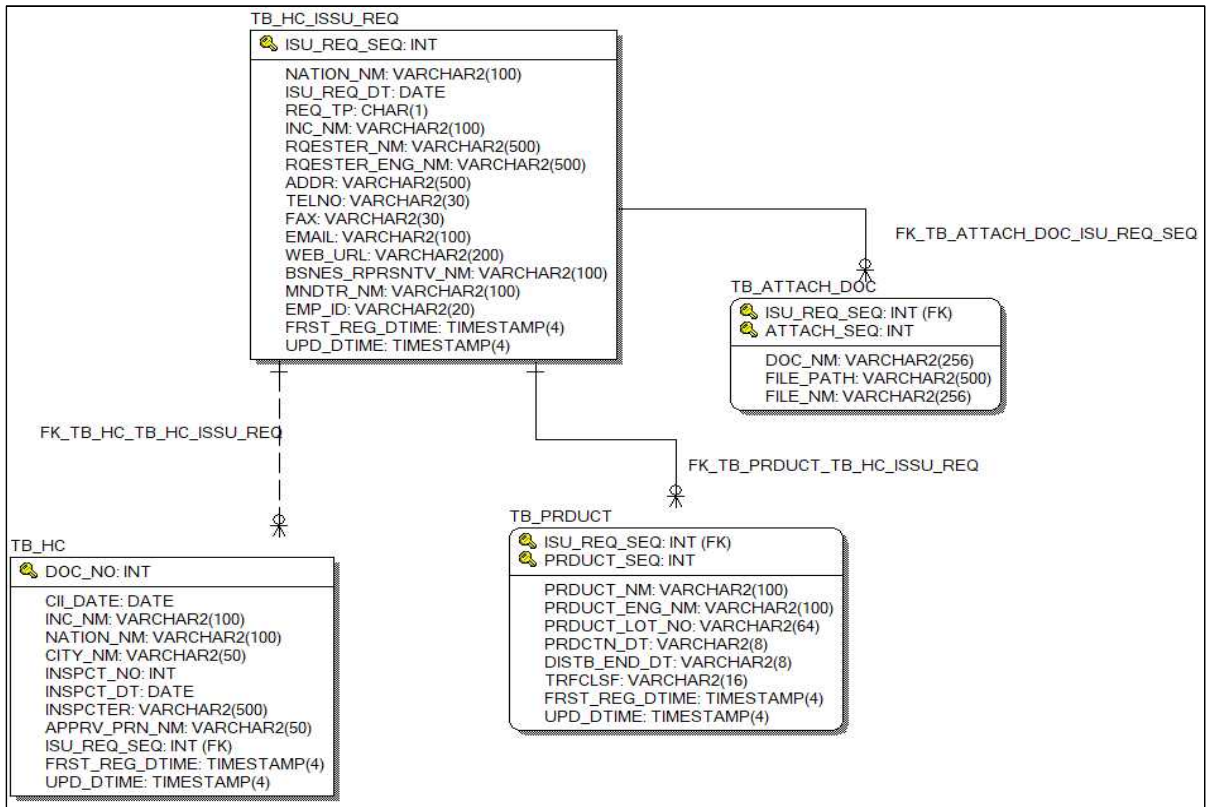 TB_HC_ISSU_REQ
ISU_REQ_SEQ: INT
NATION_NM: VARCHAR2(100)
ISU_REQ_DT: DATE
REQ_TP: CHAR(1)
INC_NM: VARCHAR2(100)
RQESTER_NM: VARCHAR2(500)
RQESTER_ENG_NM: VARCHAR2(500)
ADDR: VARCHAR2(500)
TELNO: VARCHAR2(30)
FAX: VARCHAR2(30)
EMAIL: VARCHAR2(100)
WEB_URL: VARCHAR2(200)
BSNES_RPRSNTV_NM: VARCHAR2(100)
MNDTR_NM: VARCHAR2(100)
EMP_ID: VARCHAR2(20)
FRST_REG_DTIME: TIMESTAMP(4)
UPD_DTIME: TIMESTAMP(4)
FK_TB_ATTACH_DOC_ISU_REQ_SEQ
TB_ATTACH_DOC
ISU_REQ_SEQ: INT (FK)
ATTACH_SEQ: INT
DOC_NM: VARCHAR2(256)
FILE_PATH: VARCHAR2(500)
FILE_NM: VARCHAR2(256)
FK_TB_HC_TB_HC_ISSU_REQ
FK_TB_PRDUCT_TB_HC_ISSU_REQ
TB_HC
DOC_NO: INT
CII_DATE: DATE
INC_NM: VARCHAR2(100)
NATION_NM: VARCHAR2(100)
CITY_NM: VARCHAR2(50)
INSPCT_NO: INT
INSPCT_DT: DATE
INSPCTER: VARCHAR2(500)
APPRV_PRN_NM: VARCHAR2(50)
ISU_REQ_SEQ: INT (FK)
FRST_REG_DTIME: TIMESTAMP(4)
UPD_DTIME: TIMESTAMP(4)
TB_PRDUCT
ISU_REQ_SEQ: INT (FK)
PRDUCT_SEQ: INT
PRDUCT_NM: VARCHAR2(100)
PRDUCT_ENG_NM: VARCHAR2(100)
PRDUCT_LOT_NO: VARCHAR2(64)
PRDCTN_DT: VARCHAR2(8)
DISTB_END_DT: VARCHAR2(8)
TRFCLSF: VARCHAR2(16)
FRST_REG_DTIME: TIMESTAMP(4)
UPD_DTIME: TIMESTAMP(4)